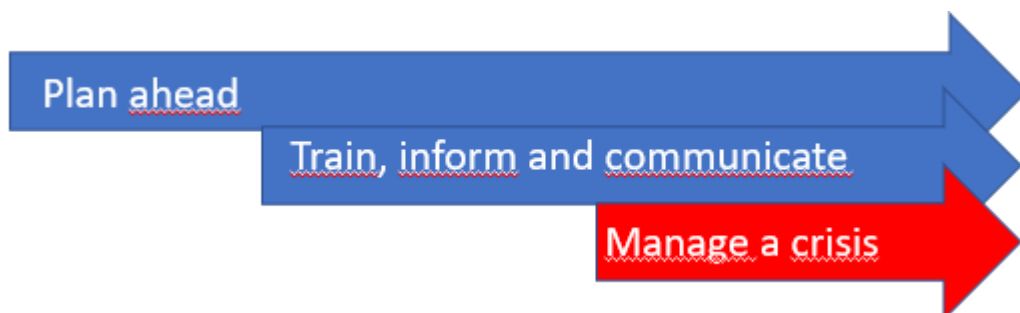 Plan ahead
Train, inform and communicate
Manage a crisis